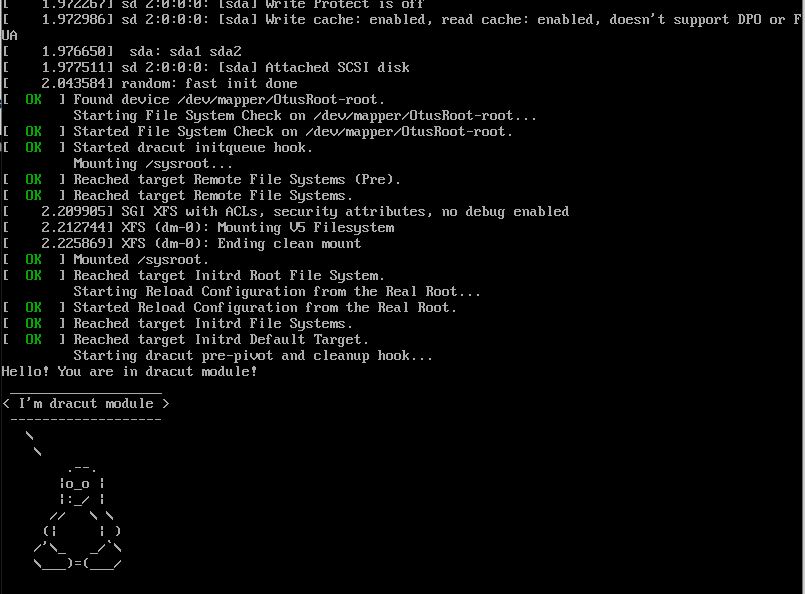 [    1.972267] sd 2:0:0:0: [sda] Write Protect is off
[    1.972986] sd 2:0:0:0: [sda] Write cache: enabled, read cache: enabled, doesn't support DPO or F
UA
[    1.976650]  sda: sda1 sda2
[    1.977511] sd 2:0:0:0: [sda] Attached SCSI disk
[    2.043584] random: fast init done
[  OK  ] Found device /dev/mapper/OtusRoot-root.
         Starting File System Check on /dev/mapper/OtusRoot-root...
[  OK  ] Started File System Check on /dev/mapper/OtusRoot-root.
[  OK  ] Started dracut initqueue hook.
         Mounting /sysroot...
[  OK  ] Reached target Remote File Systems (Pre).
[  OK  ] Reached target Remote File Systems.
[    2.209905] SGI XFS with ACLs, security attributes, no debug enabled
[    2.212744] XFS (dm-0): Mounting V5 Filesystem
[    2.225869] XFS (dm-0): Ending clean mount
[  OK  ] Mounted /sysroot.
[  OK  ] Reached target Initrd Root File System.
         Starting Reload Configuration from the Real Root...
[  OK  ] Started Reload Configuration from the Real Root.
[  OK  ] Reached target Initrd File Systems.
[  OK  ] Reached target Initrd Default Target.
         Starting dracut pre-pivot and cleanup hook...
Hello! You are in dracut module!
 ___________________
< I'm dracut module >
 -------------------
   \
    \
        .--.
       |o_o |
       |:_/ |
      //   \ \
     (|     | )
    /'\_   _/`\
    \___)=(___/